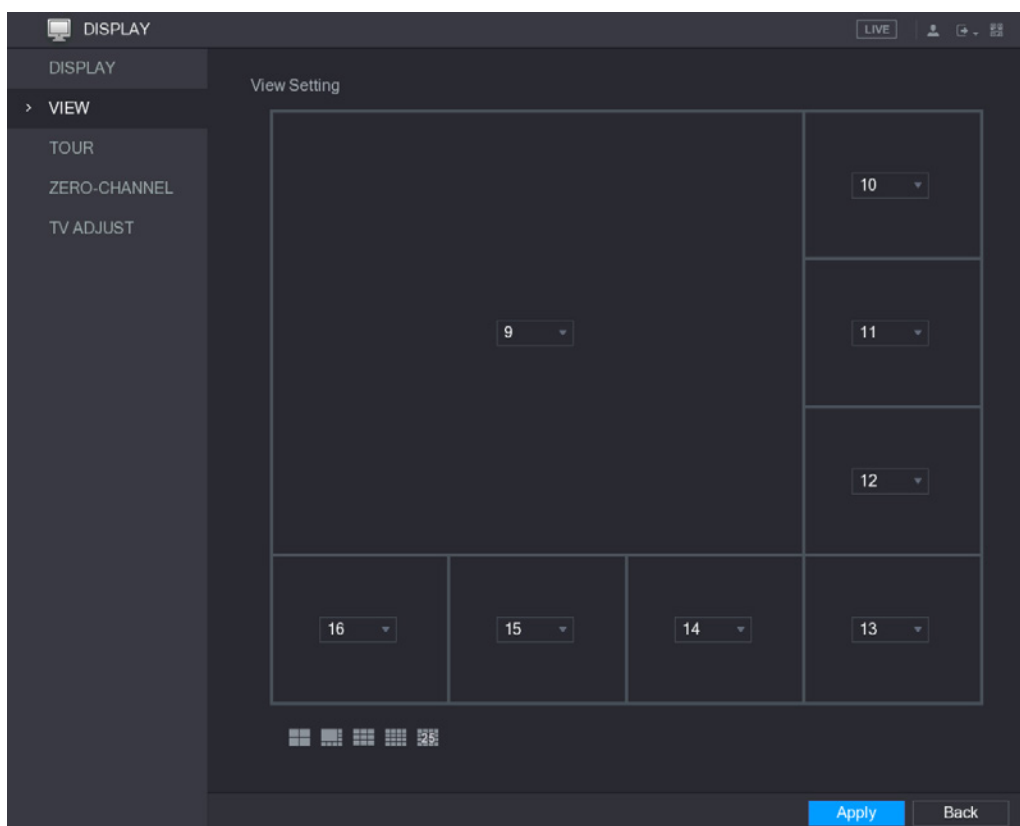 DISPLAY
LIVE
DISPLAY
VIEW
TOUR
ZERO-CHANNEL
TV ADJUST
View Setting
10
9
11
12
16
15
14
13
25
Apply
Back